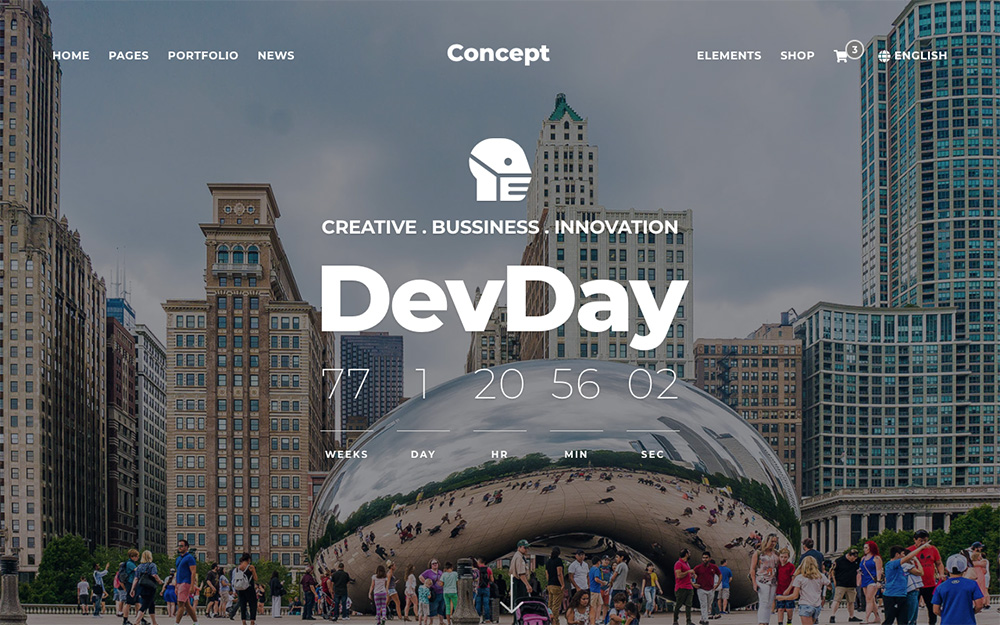 HOME PAGES PORTFOLIO NEWS Concept ELEMENTS SHOP 3 ENGLISH
CREATIVE . BUSSINESS . INNOVATION
DevDay
77 1 20 56 02
WEEKS DAY HR MIN SEC